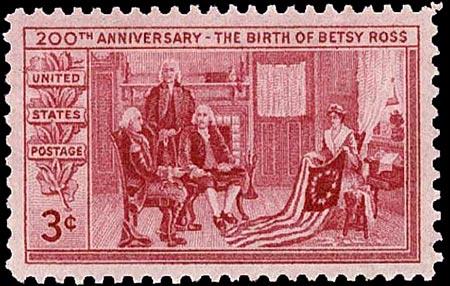 200TH ANNIVERSARY - THE BIRTH OF BETSY ROSS
UNITED
STATES
POSTAGE
3¢